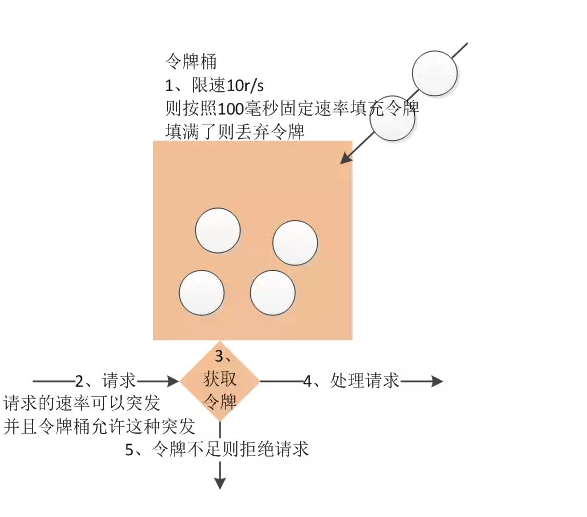 令牌桶
1、限速10r/s
则按照100毫秒固定速率填充令牌
填满了则丢弃令牌
3、
获取
令牌
2、请求
4、处理请求
请求的速率可以突发
并且令牌桶允许这种突发
5、令牌不足则拒绝请求